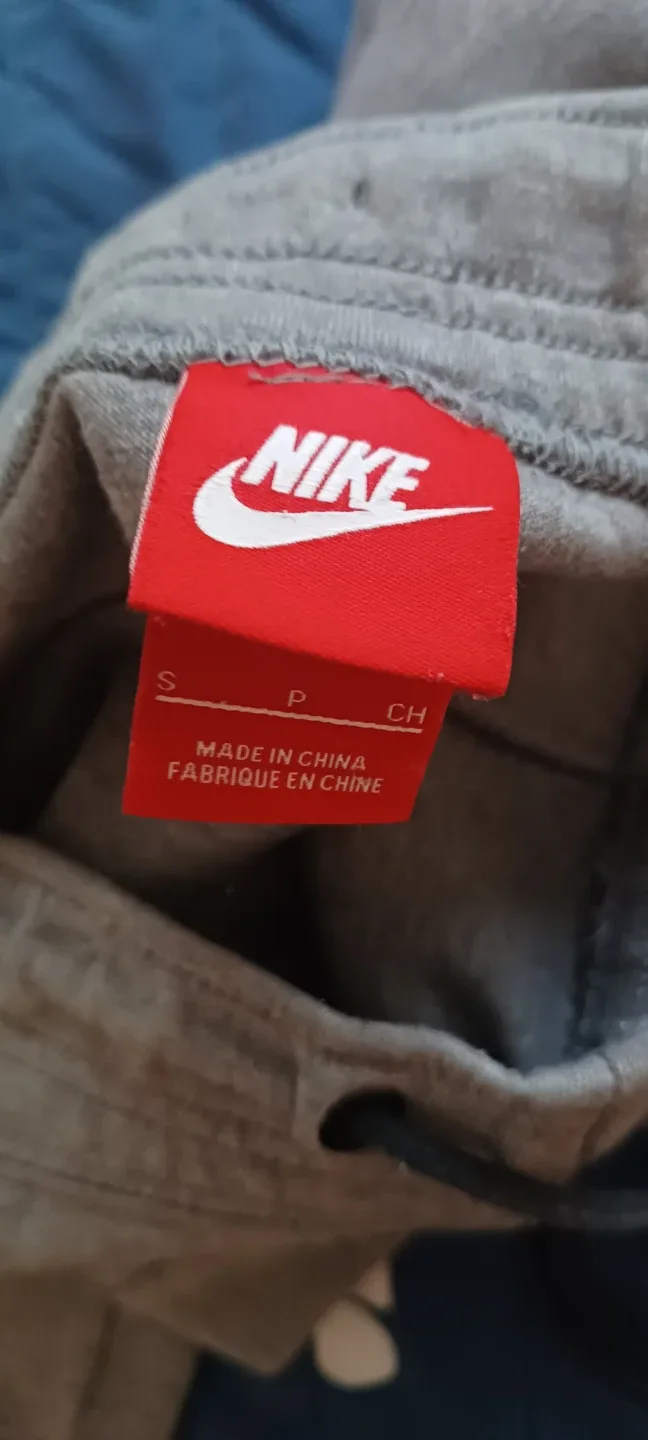 NIKE
S P CH
MADE IN CHINA
FABRIQUE EN CHINE